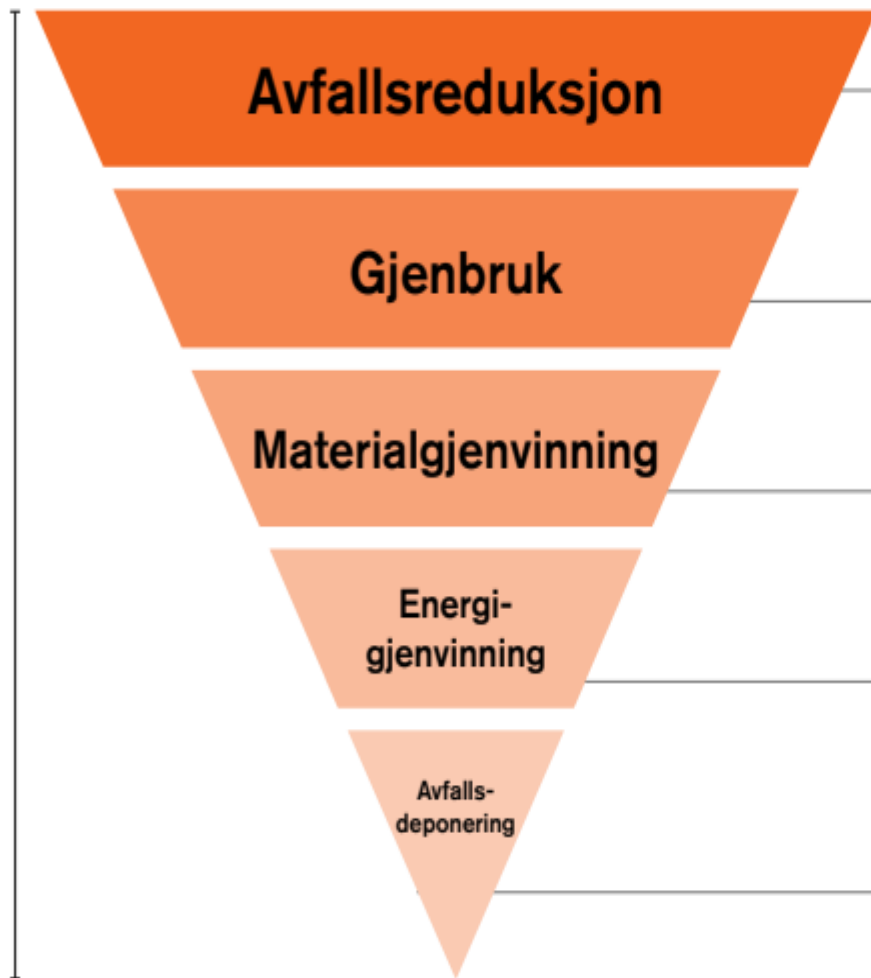 Avfallsreduksjon
Gjenbruk
Materialgjenvinning
Energi-
gjenvinning
Avfalls-
deponering